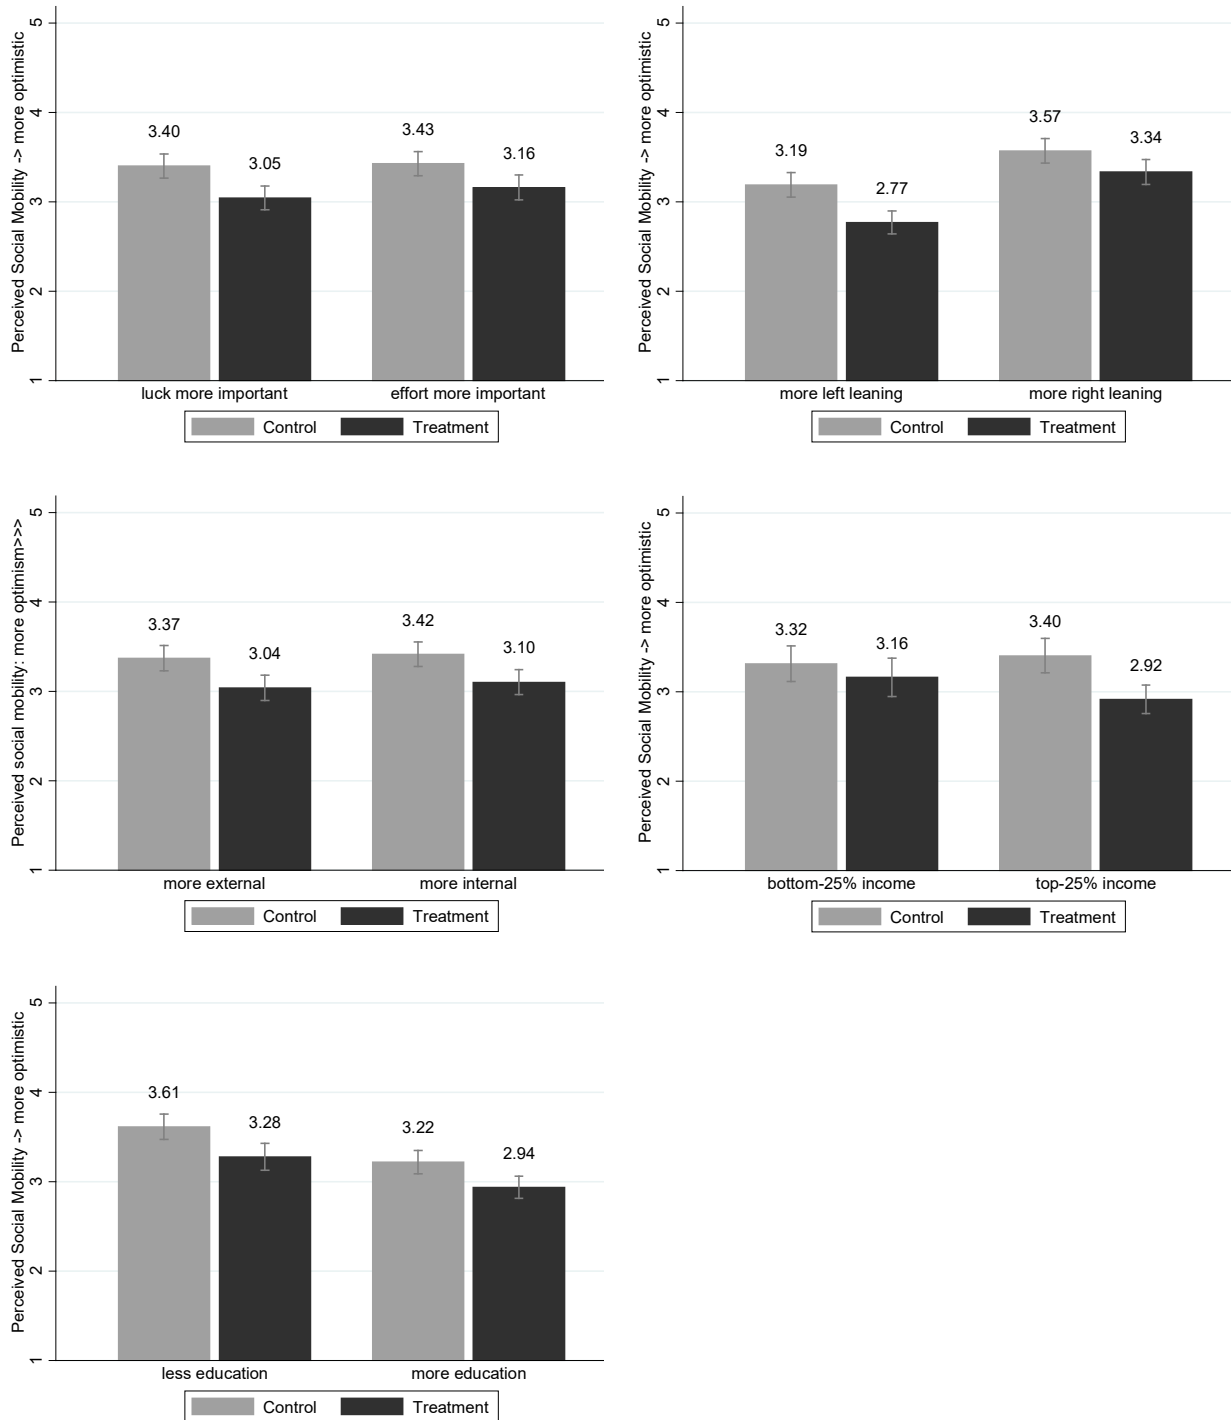 Perceived Social Mobility -> more optimistic
5
4
3
2
1
3.40
3.05
3.43
3.16
luck more important
effort more important
Control
Treatment
Perceived Social Mobility -> more optimistic
5
4
3
2
1
3.19
2.77
3.57
3.34
more left leaning
more right leaning
Control
Treatment
Perceived social mobility: more optimism>>>
5
4
3
2
1
3.37
3.04
3.42
3.10
more external
more internal
Control
Treatment
Perceived Social Mobility -> more optimistic
5
4
3
2
1
3.32
3.16
3.40
2.92
bottom-25% income
top-25% income
Control
Treatment
Perceived Social Mobility -> more optimistic
5
4
3
2
1
3.61
3.28
3.22
2.94
less education
more education
Control
Treatment